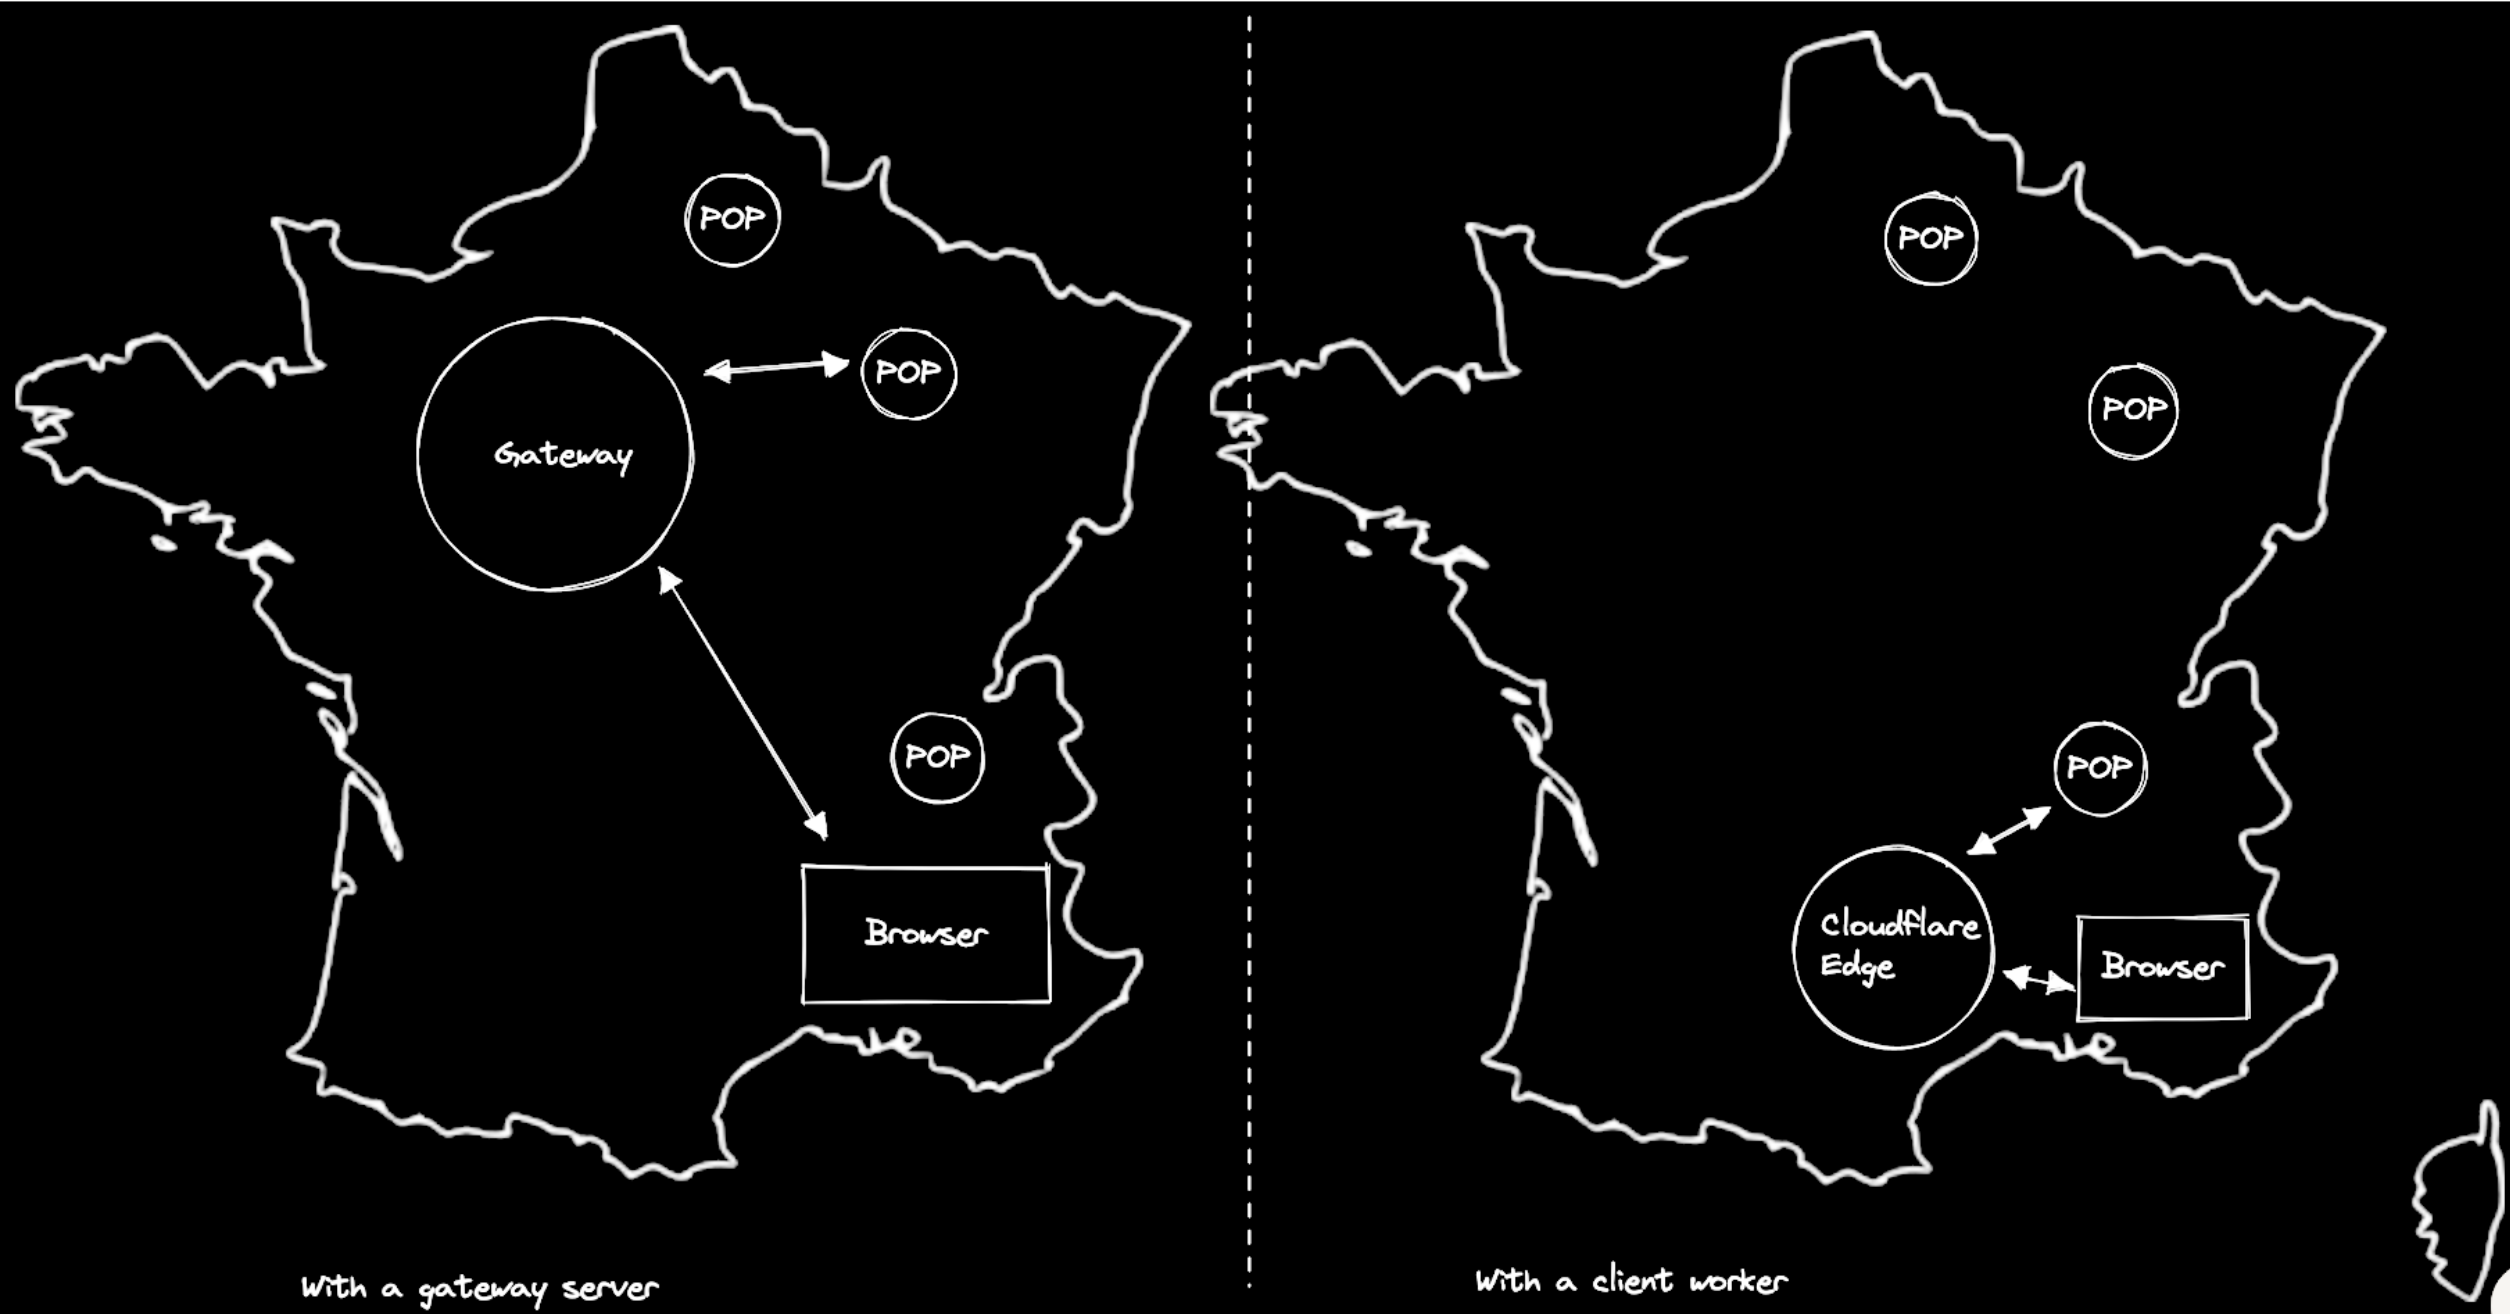 POP
POP
Gateway
POP
Browser
With a gateway server
POP
POP
POP
Cloudflare
Edge
Browser
With a client worker